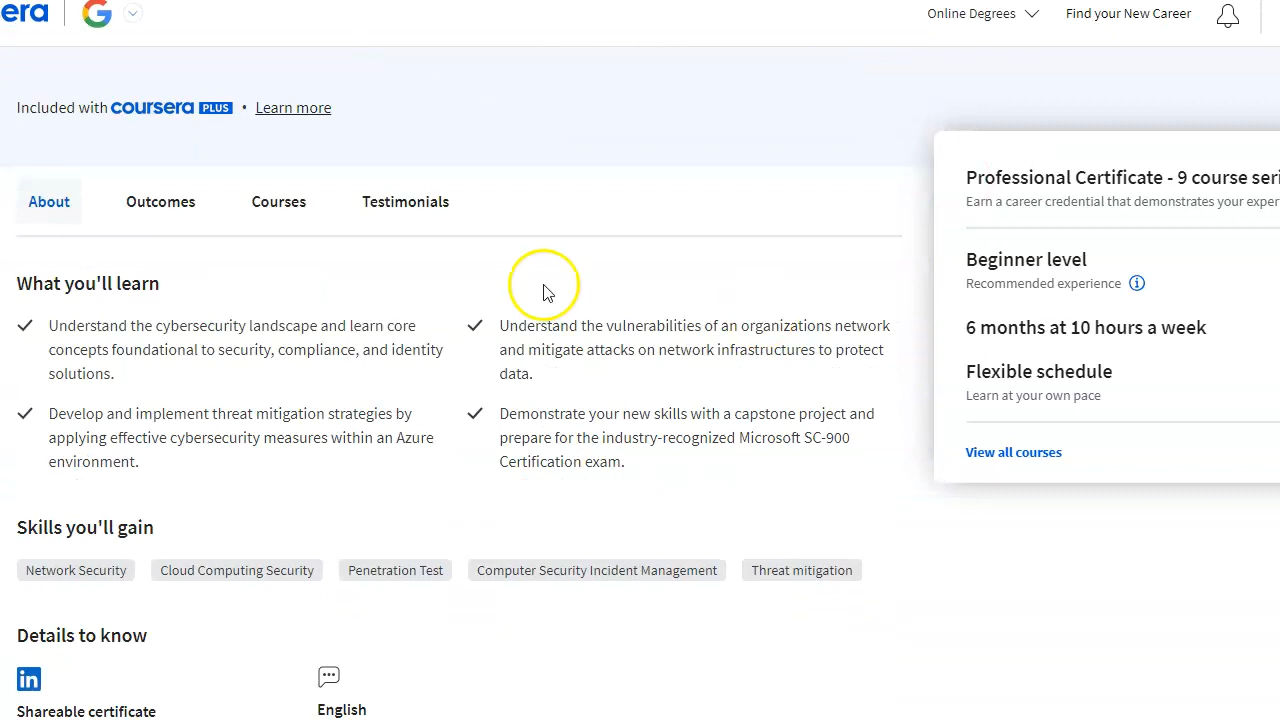 era
Online Degrees
Find your New Career
Included with coursera PLUS • Learn more
About
Outcomes
Courses
Testimonials
What you'll learn
Understand the cybersecurity landscape and learn core
concepts foundational to security, compliance, and identity
solutions.
Develop and implement threat mitigation strategies by
applying effective cybersecurity measures within an Azure
environment.
Understand the vulnerabilities of an organizations network
and mitigate attacks on network infrastructures to protect
data.
Demonstrate your new skills with a capstone project and
prepare for the industry-recognized Microsoft SC-900
Certification exam.
Skills you'll gain
Network Security
Cloud Computing Security
Penetration Test
Computer Security Incident Management
Threat mitigation
Details to know
in
Shareable certificate
English
Professional Certificate - 9 course seri
Earn a career credential that demonstrates your exper
Beginner level
Recommended experience
6 months at 10 hours a week
Flexible schedule
Learn at your own pace
View all courses